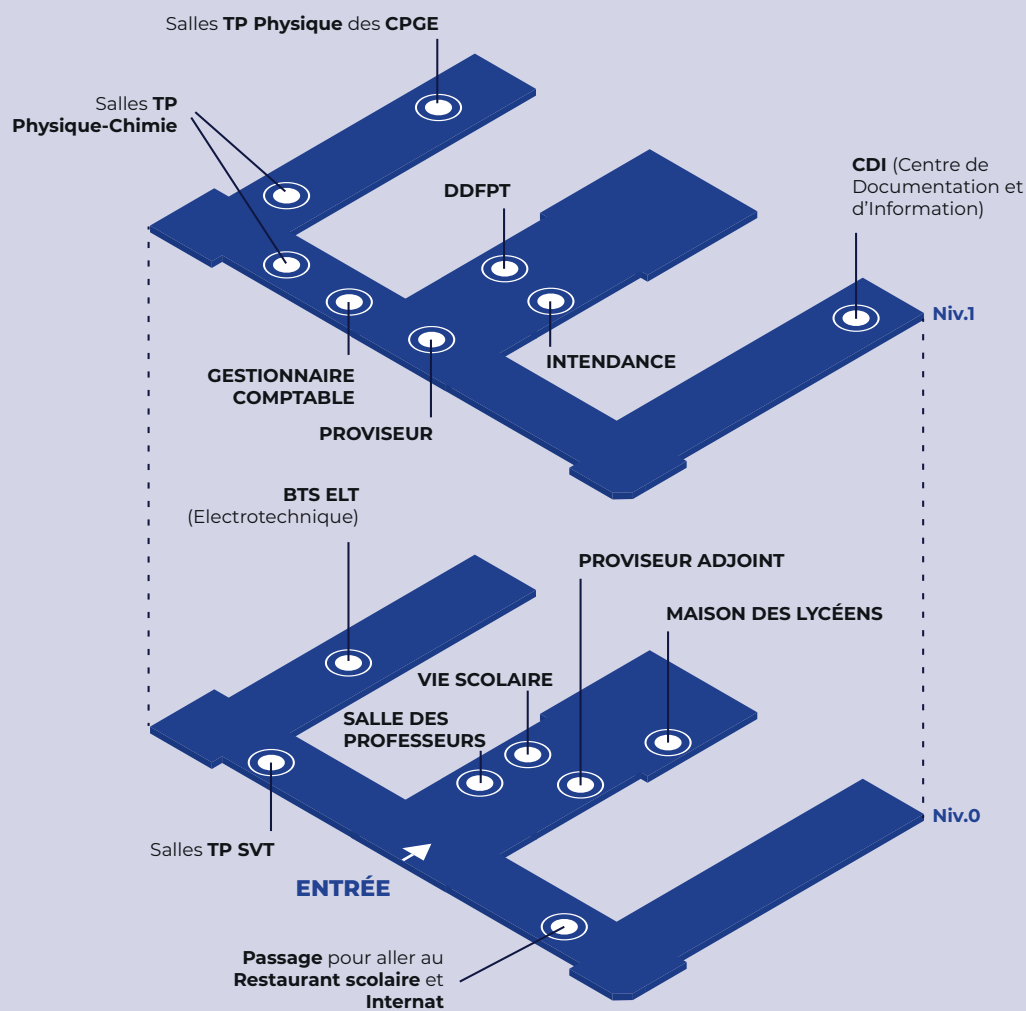 Salles TP Physique des CPGE
Salles TP
Physique-Chimie
DDFPT
CDI (Centre de
Documentation et
d'Information)
Niv.1
INTENDANCE
GESTIONNAIRE
COMPTABLE
PROVISEUR
BTS ELT
(Electrotechnique)
PROVISEUR ADJOINT
MAISON DES LYCÉENS
VIE SCOLAIRE
SALLE DES
PROFESSEURS
Niv.0
Salles TP SVT
ENTRÉE
Passage pour aller au
Restaurant scolaire et
Internat